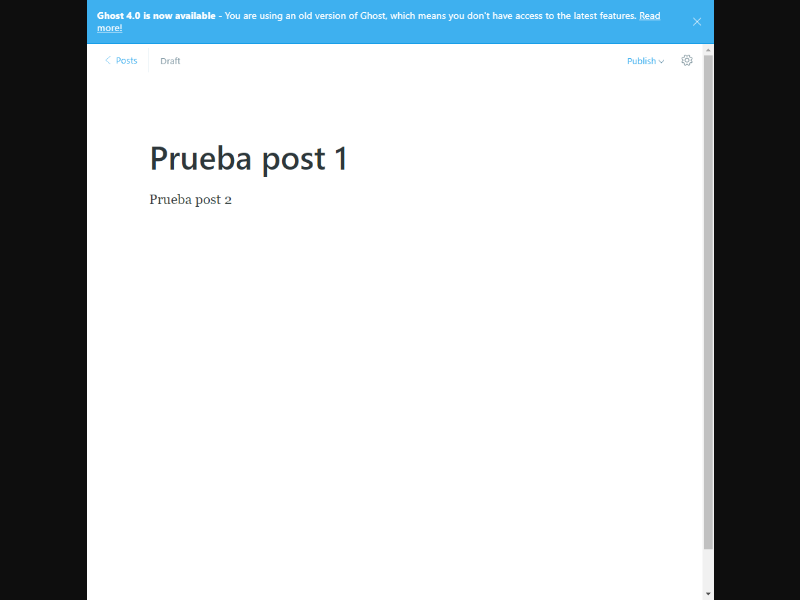 Ghost 4.0 is now available - You are using an old version of Ghost, which means you don't have access to the latest features. Read
more!
Posts
Draft
Publish
Prueba post 1
Prueba post 2